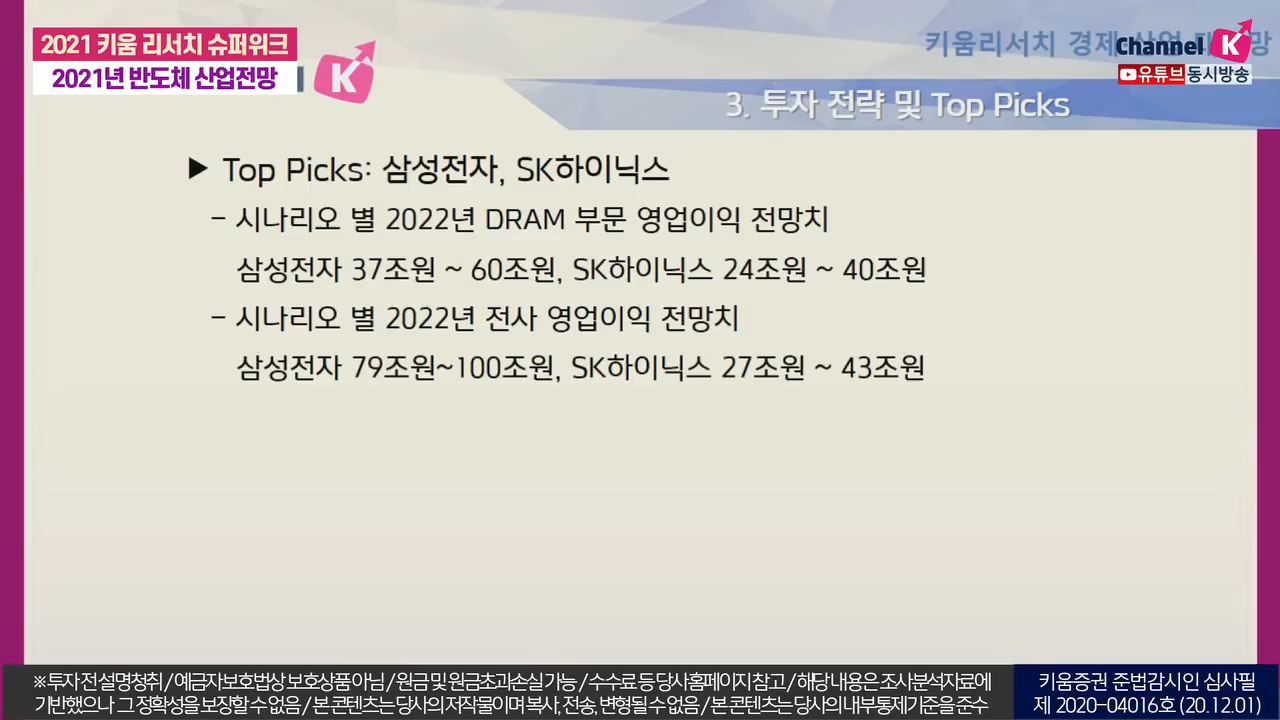 2021 키움 리서치 슈퍼위크
2021년 반도체 산업전망
K
키움리서치 경제 산업
망
Channel K
유튜브동시방송
3. 투자 전략 및 Top Picks
▶ Top Picks: 삼성전자, SK하이닉스
- 시나리오 별 2022년 DRAM 부문 영업이익 전망치
삼성전자 37조원 ~ 60조원, SK하이닉스 24조원 ~ 40조원
- 시나리오 별 2022년 전사 영업이익 전망치
삼성전자 79조원~100조원, SK하이닉스 27조원 ~ 43조원
※ 투자 전 설명청취 / 예금자보호법상 보호상품 아님 / 원금 및 원금초과손실 가능 / 수수료 등 당사홈페이지 참고 / 해당 내용은 조사분석자료에
기반했으나 그 정확성을 보장할 수 없음 / 본 콘텐츠는 당사의 저작물이며 복사, 전송, 변형될 수 없음 / 본 콘텐츠는 당사의 내부통제기준을 준수
키움증권 준법감시인 심사필
제 2020-04016호 (20.12.01)